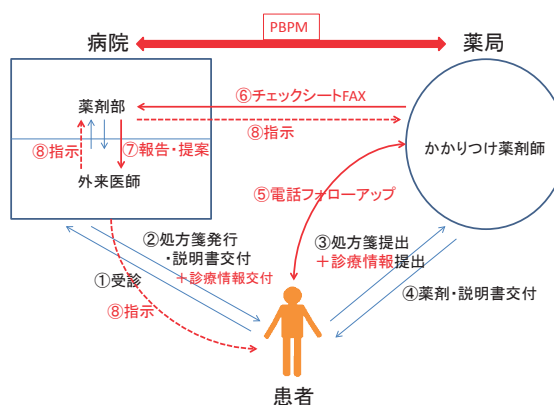 PBPM
病院
薬局
⑥チェックシートFAX
薬剤部
⑧指示
⑧指示
⑦報告・提案
かかりつけ薬剤師
外来医師
⑤電話フォローアップ
②処方箋発行
・説明書交付
＋診療情報交付
③処方箋提出
＋診療情報提出
①受診
④薬剤・説明書交付
⑧指示
患者